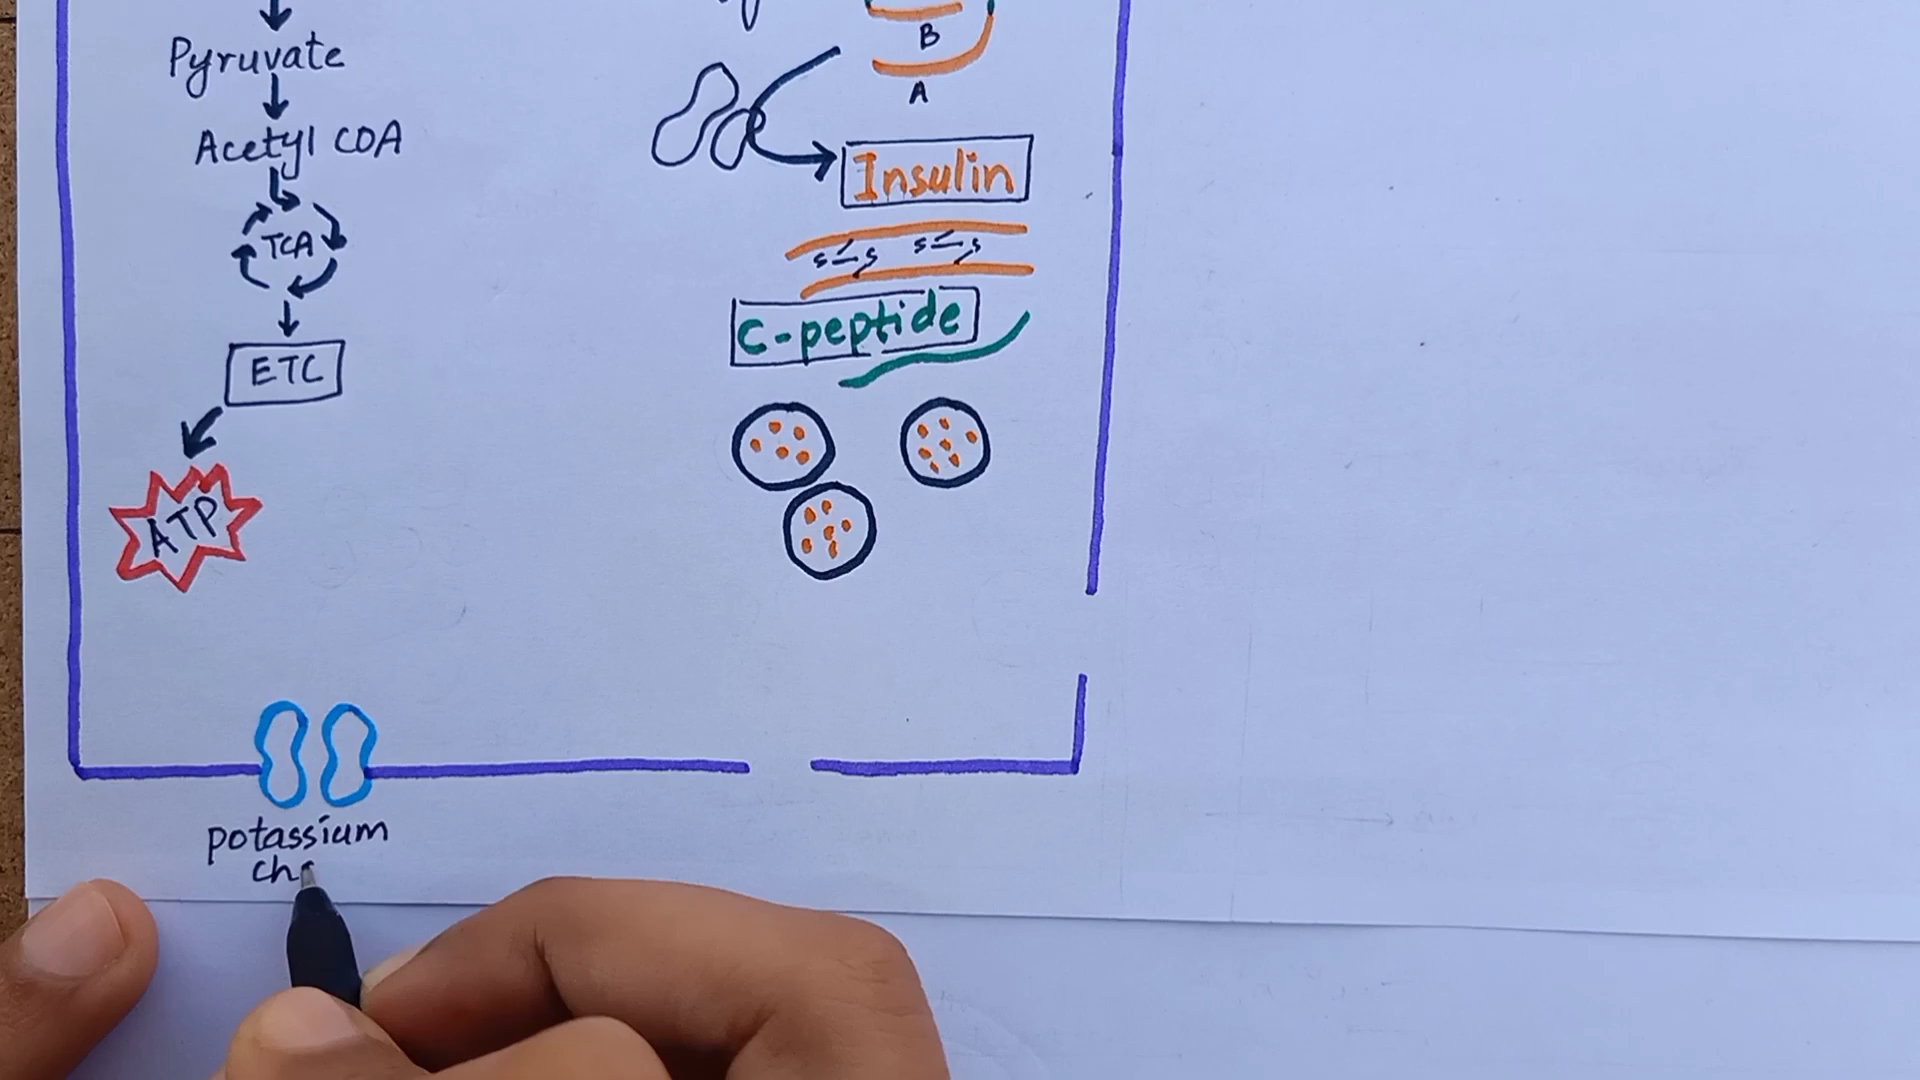 Pyruvate
Acetyl COA
TCA
ETC
ATP
B
A
Insulin
s s s s
C-peptide
potassium
ch